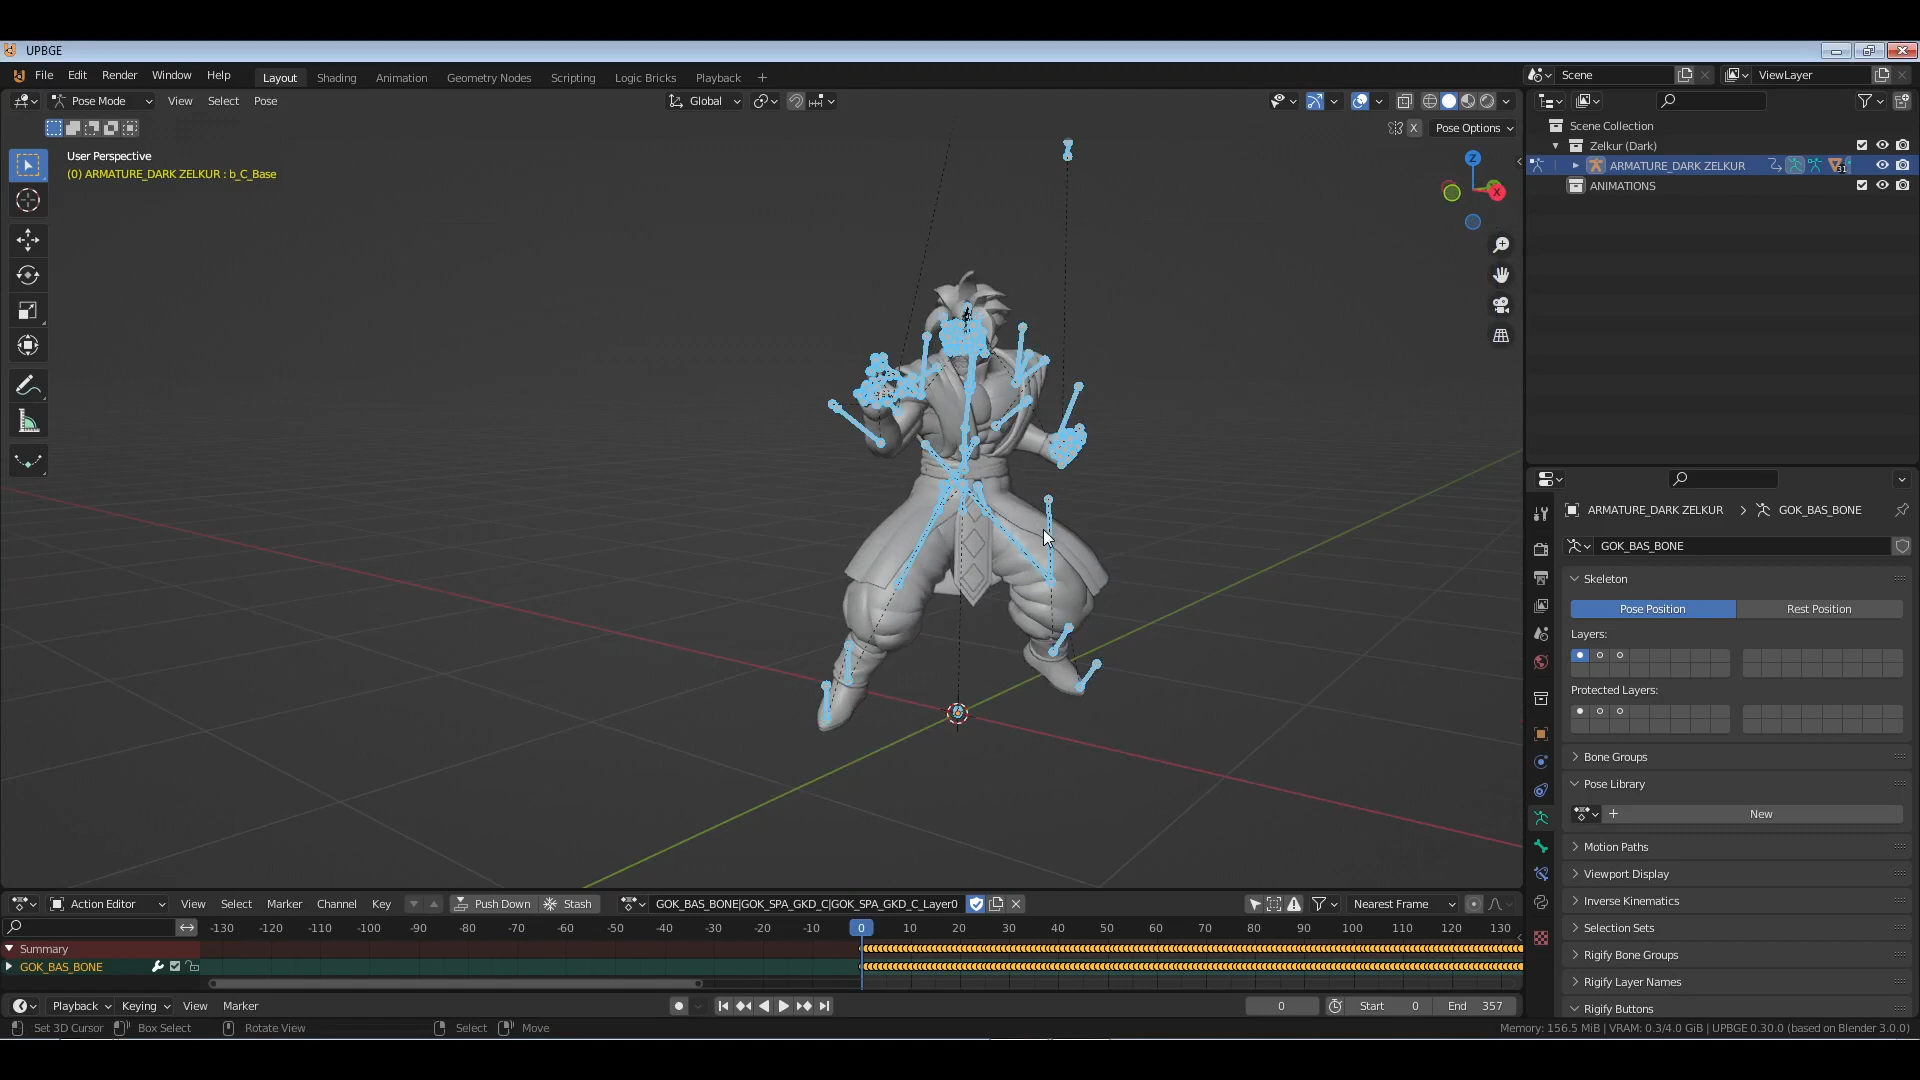 UPBGE
File Edit Render Window Help Layout Shading Animation Geometry Nodes Scripting Logic Bricks Playback Scene ViewLayer
Pose Mode View Select Pose Global
X Pose Options
User Perspective
(0) ARMATURE_DARK ZELKUR : b_C_Base
Z
X
Scene Collection
Zelkur (Dark)
ARMATURE_DARK ZELKUR 31
ANIMATIONS
ARMATURE_DARK ZELKUR GOK_BAS_BONE
GOK_BAS_BONE
Skeleton
Pose Position Rest Position
Layers:
Protected Layers:
Bone Groups
Pose Library
New
Motion Paths
Viewport Display
Inverse Kinematics
Selection Sets
Rigify Bone Groups
Rigify Layer Names
Rigify Buttons
Action Editor View Select Marker Channel Key Push Down Stash GOK_BAS_BONE|GOK_SPA_GKD_C|GOK_SPA_GKD_C_Layer0 Nearest Frame
-130 -120 -110 -100 -90 -80 -70 -60 -50 -40 -30 -20 -10 0 10 20 30 40 50 60 70 80 90 100 110 120 130
Summary
GOK_BAS_BONE
Playback Keying View Marker 0 Start 0 End 357
Set 3D Cursor Box Select Rotate View Select Move Memory: 156.5 MiB | VRAM: 0.3/4.0 GiB | UPBGE 0.30.0 (based on Blender 3.0.0)